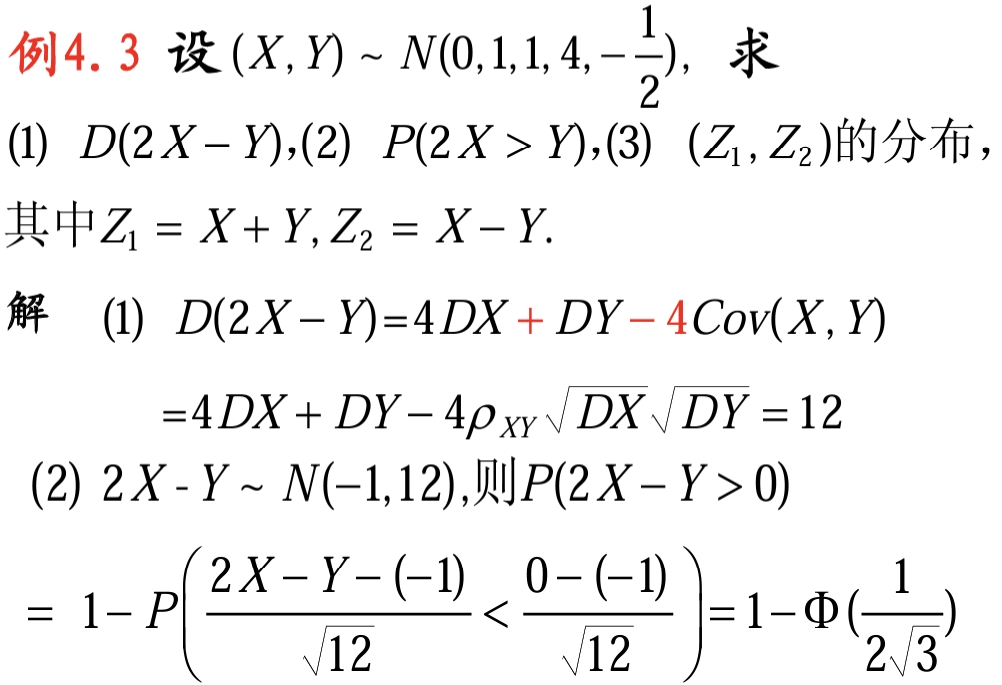 例4.3 设 (X, Y) ~ N(0,1,1,4,−1/2), 求
(1) D(2X − Y),(2) P(2X > Y),(3) (Z₁, Z₂)的分布,
其中Z₁ = X + Y, Z₂ = X − Y.
解 (1) D(2X − Y)=4DX + DY − 4Cov(X, Y)
=4DX + DY − 4ρ_XY √DX √DY = 12
(2) 2X - Y ~ N(−1,12),则P(2X − Y > 0)
= 1 − P((2X − Y − (−1))/√12 < (0 − (−1))/√12) = 1 − Φ(1/(2√3))